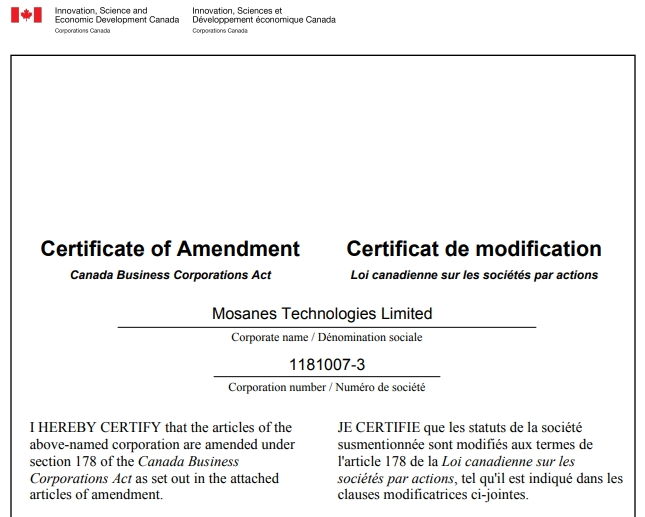 Innovation, Science and
Economic Development Canada
Corporations Canada
Innovation, Sciences et
Développement économique Canada
Corporations Canada
Certificate of Amendment
Canada Business Corporations Act
Certificat de modification
Loi canadienne sur les sociétés par actions
Mosanes Technologies Limited
Corporate name / Dénomination sociale
1181007-3
Corporation number / Numéro de société
I HEREBY CERTIFY that the articles of the
above-named corporation are amended under
section 178 of the Canada Business
Corporations Act as set out in the attached
articles of amendment.
JE CERTIFIE que les statuts de la société
susmentionnée sont modifiés aux termes de
l'article 178 de la Loi canadienne sur les
sociétés par actions, tel qu'il est indiqué dans les
clauses modificatrices ci-jointes.